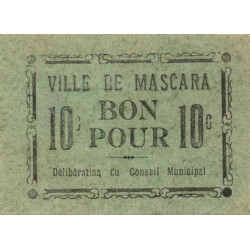 VILLE DE MASCARA
10c BON 10c
POUR
Délibération du Conseil Municipal